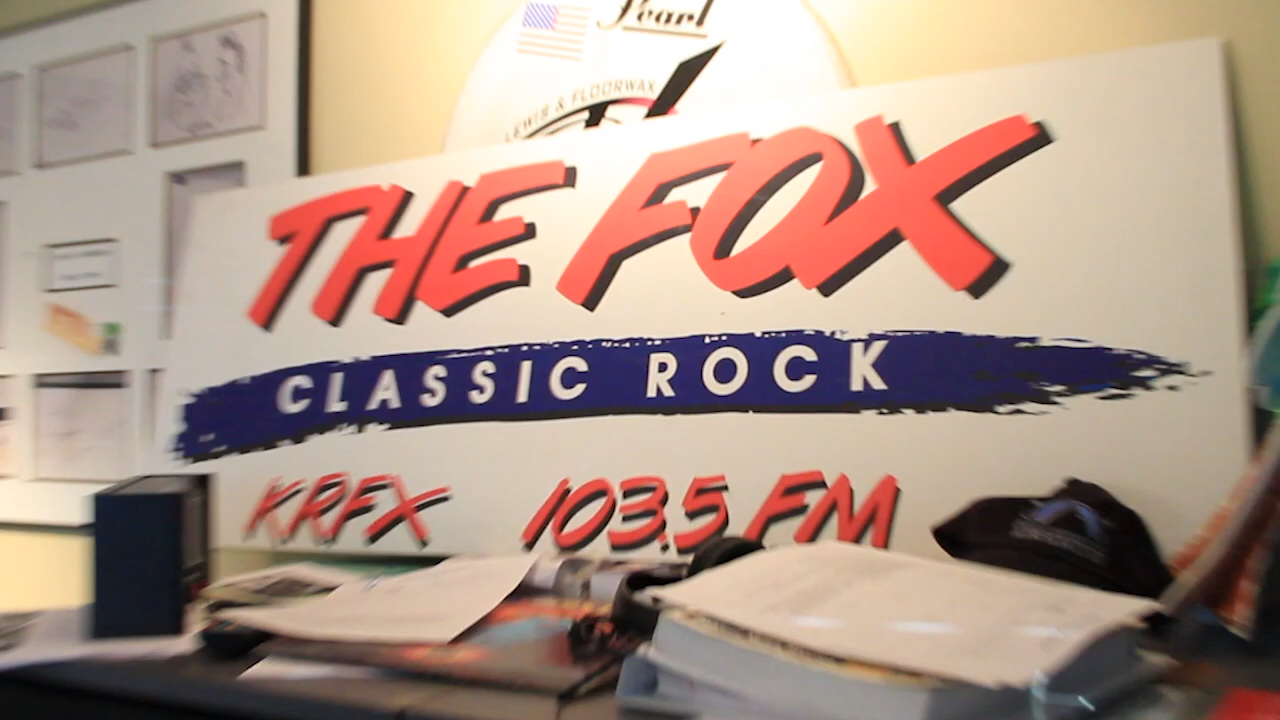 Pearl
LEWIS & FLOORWAX
THE FOX
CLASSIC ROCK
KRFX 103.5 FM